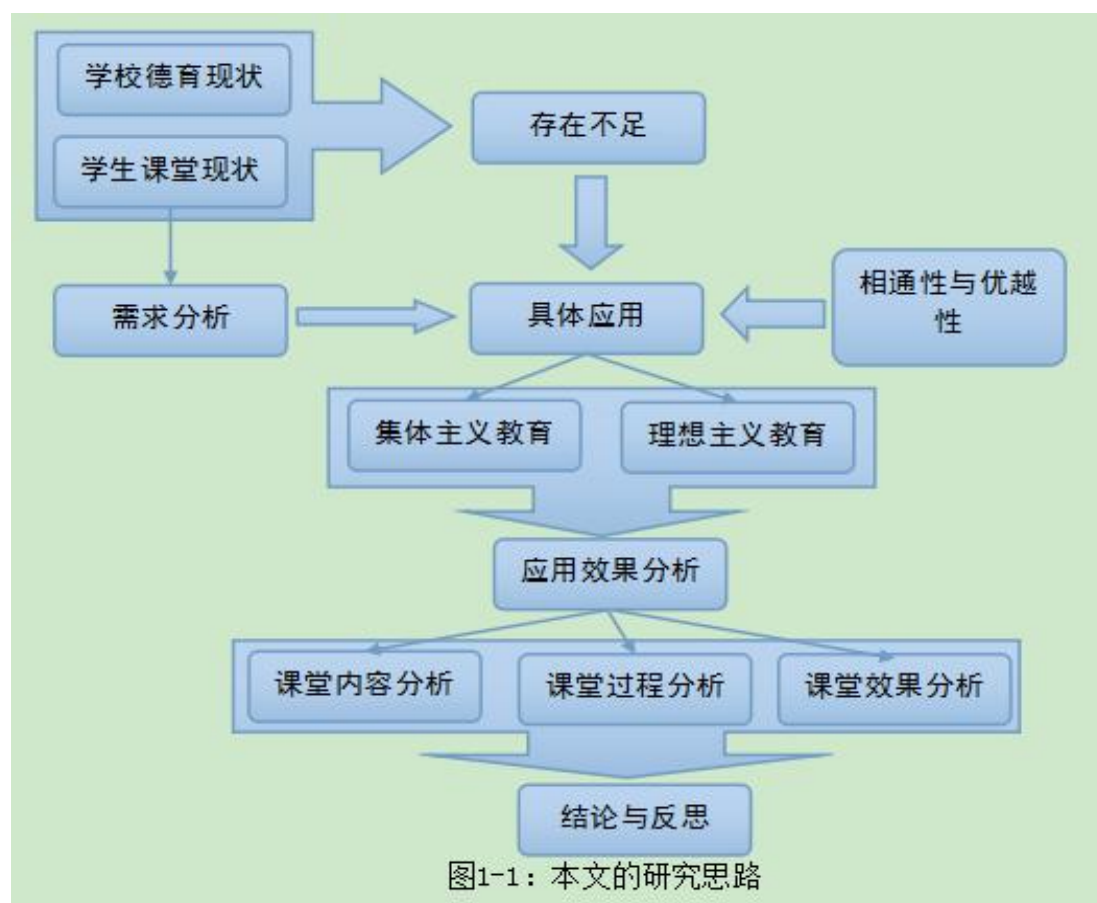 学校德育现状
存在不足
学生课堂现状
需求分析
具体应用
相通性与优越
性
集体主义教育
理想主义教育
应用效果分析
课堂内容分析
课堂过程分析
课堂效果分析
结论与反思
图1-1：本文的研究思路